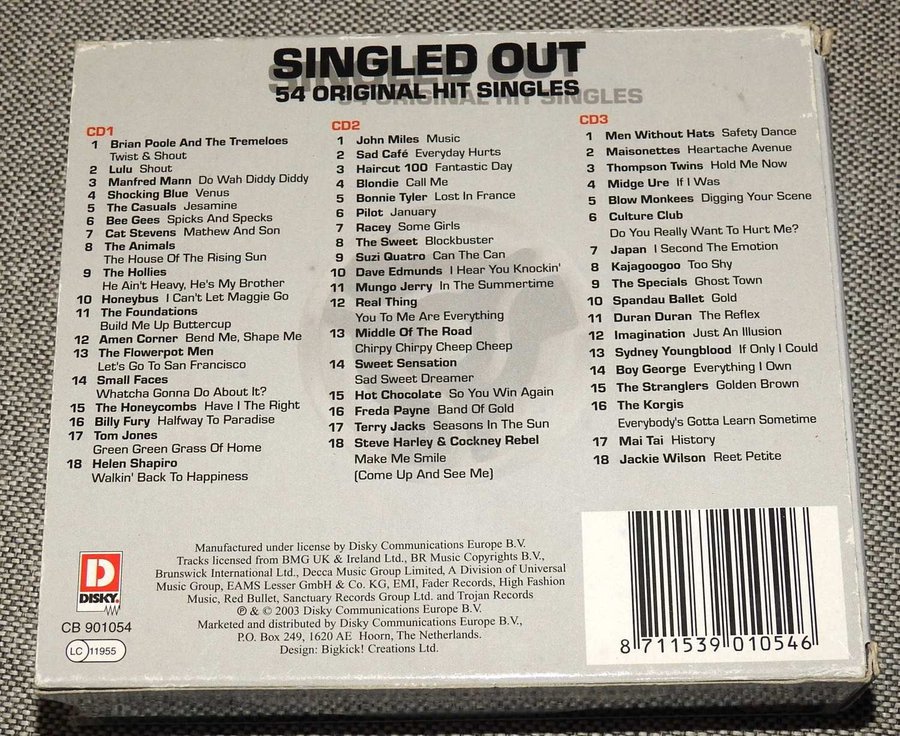 SINGLED OUT
54 ORIGINAL HIT SINGLES
CD1
1 Brian Poole And The Tremeloes
Twist & Shout
2 Lulu Shout
3 Manfred Mann Do Wah Diddy Diddy
4 Shocking Blue Venus
5 The Casuals Jesamine
6 Bee Gees Spicks And Specks
7 Cat Stevens Mathew And Son
8 The Animals
The House Of The Rising Sun
9 The Hollies
He Ain't Heavy, He's My Brother
10 Honeybus I Can't Let Maggie Go
11 The Foundations
Build Me Up Buttercup
12 Amen Corner Bend Me, Shape Me
13 The Flowerpot Men
Let's Go To San Francisco
14 Small Faces
Whatcha Gonna Do About It?
15 The Honeycombs Have I The Right
16 Billy Fury Halfway To Paradise
17 Tom Jones
Green Green Grass Of Home
18 Helen Shapiro
Walkin' Back To Happiness
CD2
1 John Miles Music
2 Sad Café Everyday Hurts
3 Haircut 100 Fantastic Day
4 Blondie Call Me
5 Bonnie Tyler Lost In France
6 Pilot January
7 Racey Some Girls
8 The Sweet Blockbuster
9 Suzi Quatro Can The Can
10 Dave Edmunds I Hear You Knockin'
11 Mungo Jerry In The Summertime
12 Real Thing
You To Me Are Everything
13 Middle Of The Road
Chirpy Chirpy Cheep Cheep
14 Sweet Sensation
Sad Sweet Dreamer
15 Hot Chocolate So You Win Again
16 Freda Payne Band Of Gold
17 Terry Jacks Seasons In The Sun
18 Steve Harley & Cockney Rebel
Make Me Smile
(Come Up And See Me)
CD3
1 Men Without Hats Safety Dance
2 Maisonettes Heartache Avenue
3 Thompson Twins Hold Me Now
4 Midge Ure If I Was
5 Blow Monkees Digging Your Scene
6 Culture Club
Do You Really Want To Hurt Me?
7 Japan I Second The Emotion
8 Kajagoogoo Too Shy
9 The Specials Ghost Town
10 Spandau Ballet Gold
11 Duran Duran The Reflex
12 Imagination Just An Illusion
13 Sydney Youngblood If Only I Could
14 Boy George Everything I Own
15 The Stranglers Golden Brown
16 The Korgis
Everybody's Gotta Learn Sometime
17 Mai Tai History
18 Jackie Wilson Reet Petite
D
DISKY
CB 901054
LC 11955
Manufactured under license by Disky Communications Europe B.V.
Tracks licensed from BMG UK & Ireland Ltd., BR Music Copyrights B.V.,
Brunswick International Ltd., Decca Music Group Limited, A Division of Universal
Music Group, EAMS Lesser GmbH & Co. KG, EMI, Fader Records, High Fashion
Music, Red Bullet, Sanctuary Records Group Ltd. and Trojan Records
℗ & © 2003 Disky Communications Europe B.V.
Marketed and distributed by Disky Communications Europe B.V.,
P.O. Box 249, 1620 AE Hoorn, The Netherlands.
Design: Bigkick! Creations Ltd.
8 711539 010546